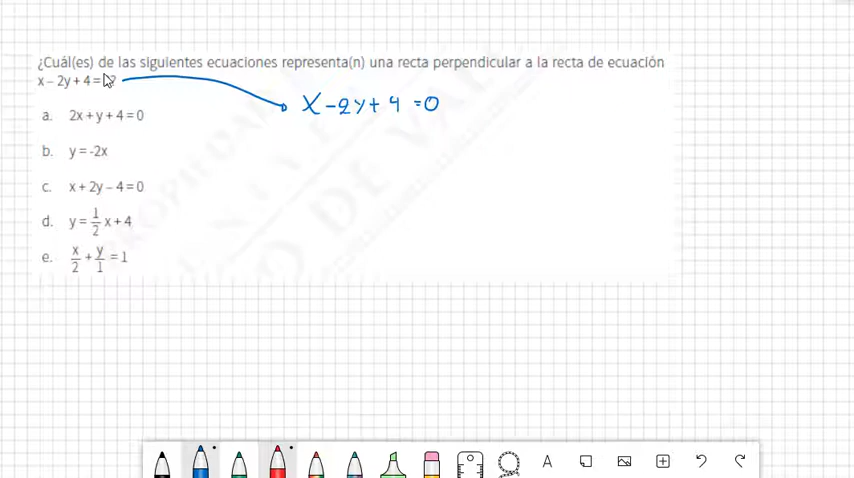 ¿Cuál(es) de las siguientes ecuaciones representa(n) una recta perpendicular a la recta de ecuación
x – 2y + 4 = ?
x - 2y + 4 = 0
a. 2x + y + 4 = 0
b. y = -2x
c. x + 2y – 4 = 0
d. y = 1/2 x + 4
e. x/2 + y/1 = 1
A